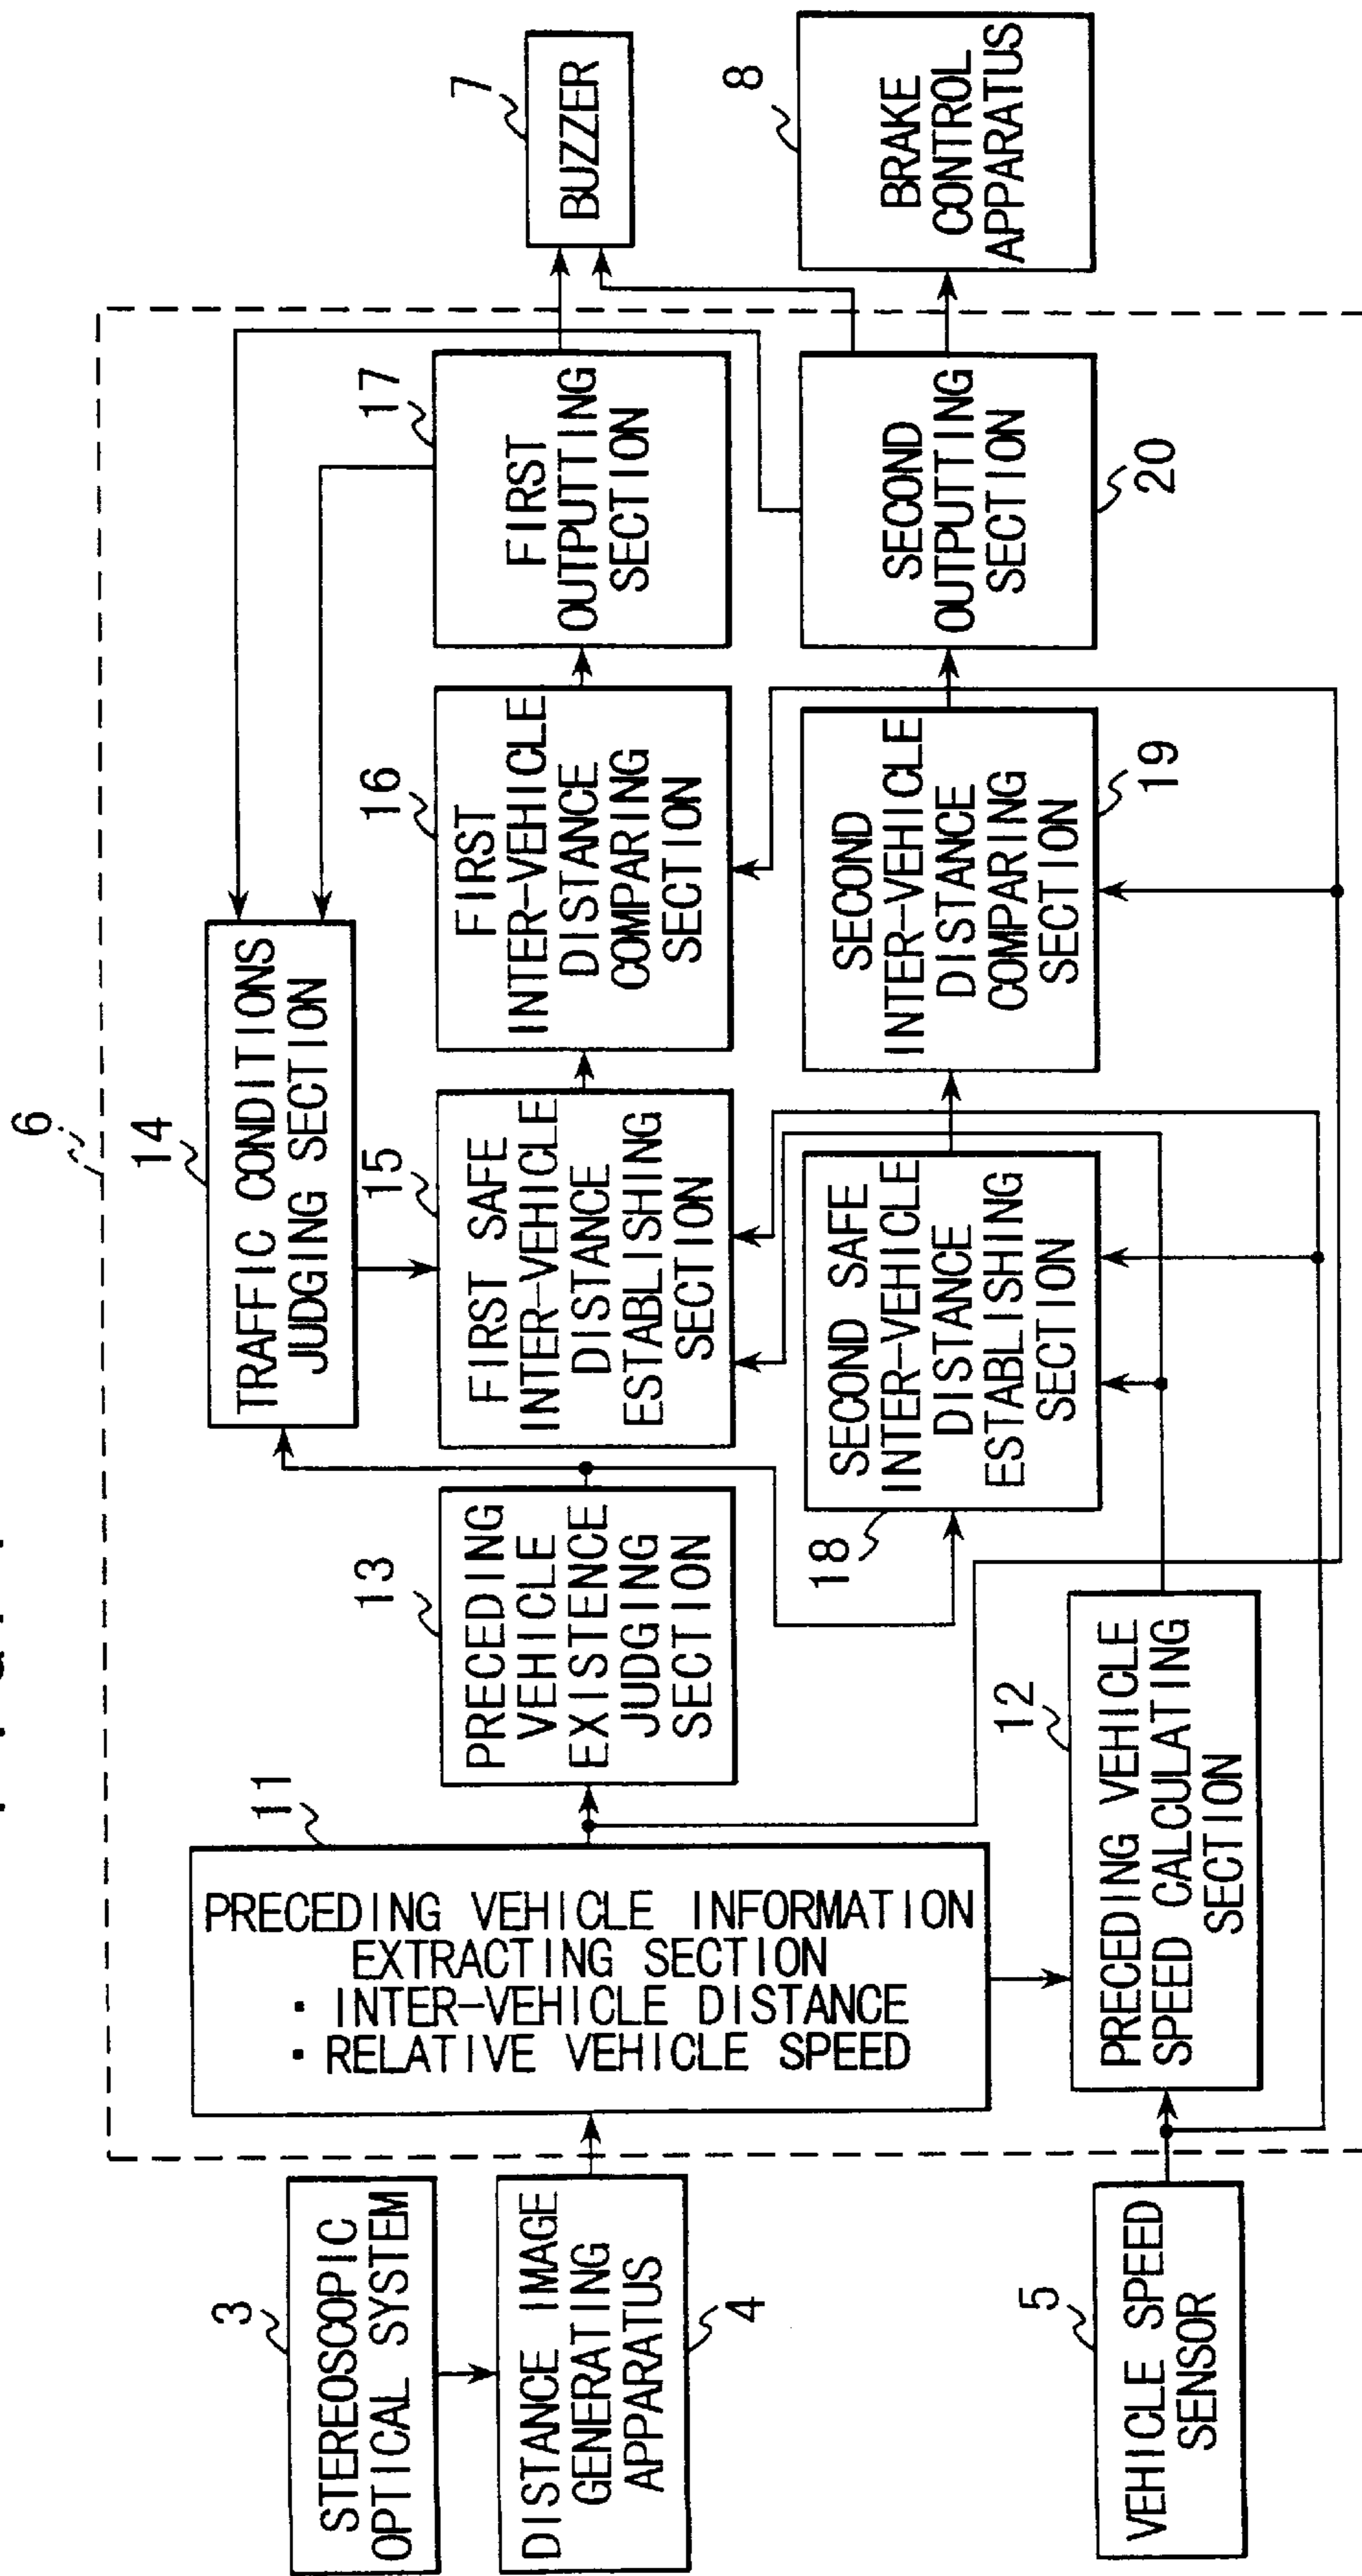 6
3
STEREOSCOPIC
OPTICAL SYSTEM
DISTANCE IMAGE
GENERATING
APPARATUS
4
5
VEHICLE SPEED
SENSOR
11
PRECEDING VEHICLE INFORMATION
EXTRACTING SECTION
· INTER-VEHICLE DISTANCE
· RELATIVE VEHICLE SPEED
12
PRECEDING VEHICLE
SPEED CALCULATING
SECTION
13
PRECEDING
VEHICLE
EXISTENCE
JUDGING
SECTION
14
TRAFFIC CONDITIONS
JUDGING SECTION
15
FIRST SAFE
INTER-VEHICLE
DISTANCE
ESTABLISHING
SECTION
18
SECOND SAFE
INTER-VEHICLE
DISTANCE
ESTABLISHING
SECTION
16
FIRST
INTER-VEHICLE
DISTANCE
COMPARING
SECTION
SECOND
INTER-VEHICLE
DISTANCE
COMPARING
SECTION
19
17
FIRST
OUTPUTTING
SECTION
SECOND
OUTPUTTING
SECTION
20
7
BUZZER
8
BRAKE
CONTROL
APPARATUS